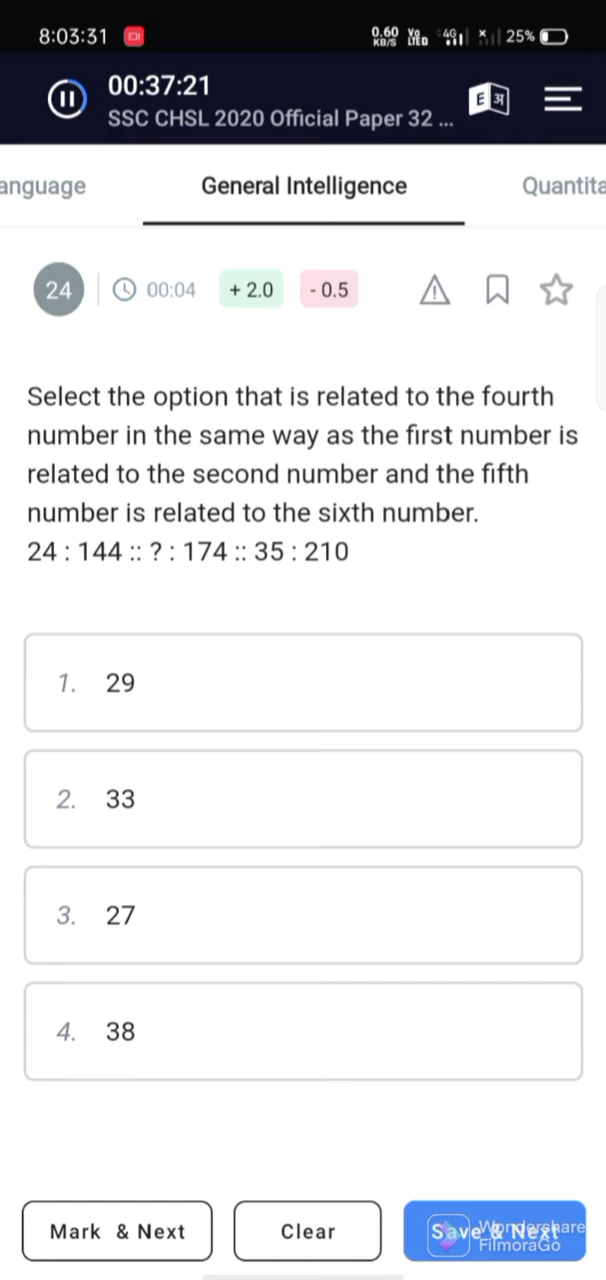 8:03:31 0.60 KB/S Vo LTED 4G 25%
00:37:21
SSC CHSL 2020 Official Paper 32 ...
E अ
anguage General Intelligence Quantita
24 00:04 + 2.0 - 0.5
Select the option that is related to the fourth
number in the same way as the first number is
related to the second number and the fifth
number is related to the sixth number.
24 : 144 :: ? : 174 :: 35 : 210
1. 29
2. 33
3. 27
4. 38
Mark & Next Clear Save & Next
Wondershare
FilmoraGo